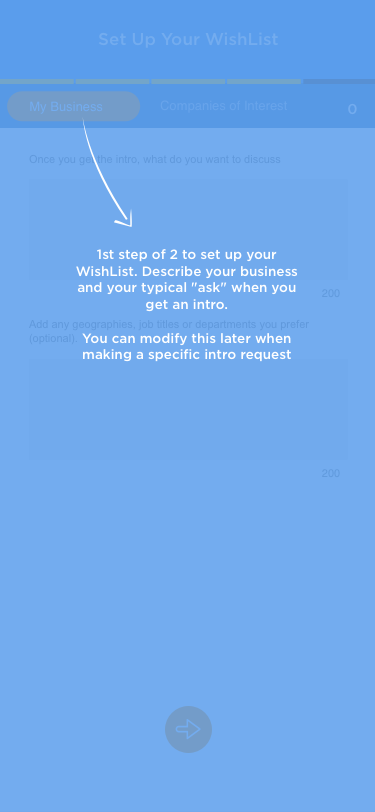 Set Up Your WishList
My Business
Companies of Interest
0
Once you get the intro, what do you want to discuss
1st step of 2 to set up your
WishList. Describe your business
and your typical "ask" when you
get an intro.
200
Add any geographies, job titles or departments you prefer
(optional).
You can modify this later when
making a specific intro request
200